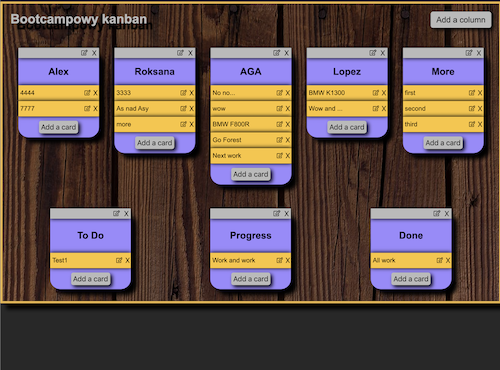 Bootcampowy kanban
Add a column
X
Alex
4444 X
7777 X
Add a card
X
Roksana
3333 X
As nad Asy X
more X
Add a card
X
AGA
No no... X
wow X
BMW F800R X
Go Forest X
Next work X
Add a card
X
Lopez
BMW K1300 X
Wow and ... X
Add a card
X
More
first X
second X
third X
Add a card
X
To Do
Test1 X
Add a card
X
Progress
Work and work X
Add a card
X
Done
All work X
Add a card